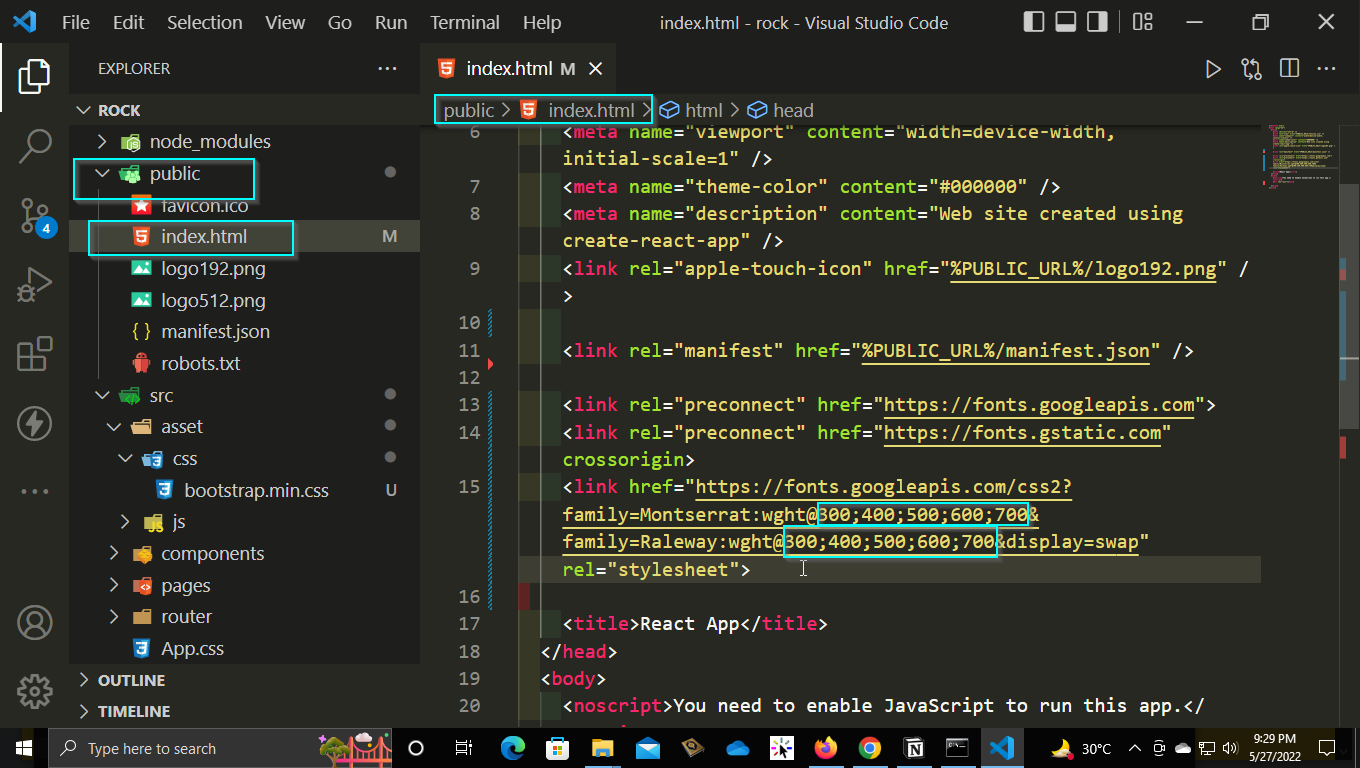 File Edit Selection View Go Run Terminal Help index.html - rock - Visual Studio Code
EXPLORER
index.html M
ROCK
public index.html html head
node_modules
public
favicon.ico
index.html M
logo192.png
logo512.png
manifest.json
robots.txt
src
asset
css
bootstrap.min.css U
js
components
pages
router
App.css
OUTLINE
TIMELINE
4
6 <meta name="viewport" content="width=device-width,
initial-scale=1" />
7 <meta name="theme-color" content="#000000" />
8 <meta name="description" content="Web site created using
create-react-app" />
9 <link rel="apple-touch-icon" href="%PUBLIC_URL%/logo192.png" /
>
10
11 <link rel="manifest" href="%PUBLIC_URL%/manifest.json" />
12
13 <link rel="preconnect" href="https://fonts.googleapis.com">
14 <link rel="preconnect" href="https://fonts.gstatic.com"
crossorigin>
15 <link href="https://fonts.googleapis.com/css2?
family=Montserrat:wght@300;400;500;600;700&
family=Raleway:wght@300;400;500;600;700&display=swap"
rel="stylesheet">
16
17 <title>React App</title>
18 </head>
19 <body>
20 <noscript>You need to enable JavaScript to run this app.</
Type here to search
30°C
9:29 PM
5/27/2022